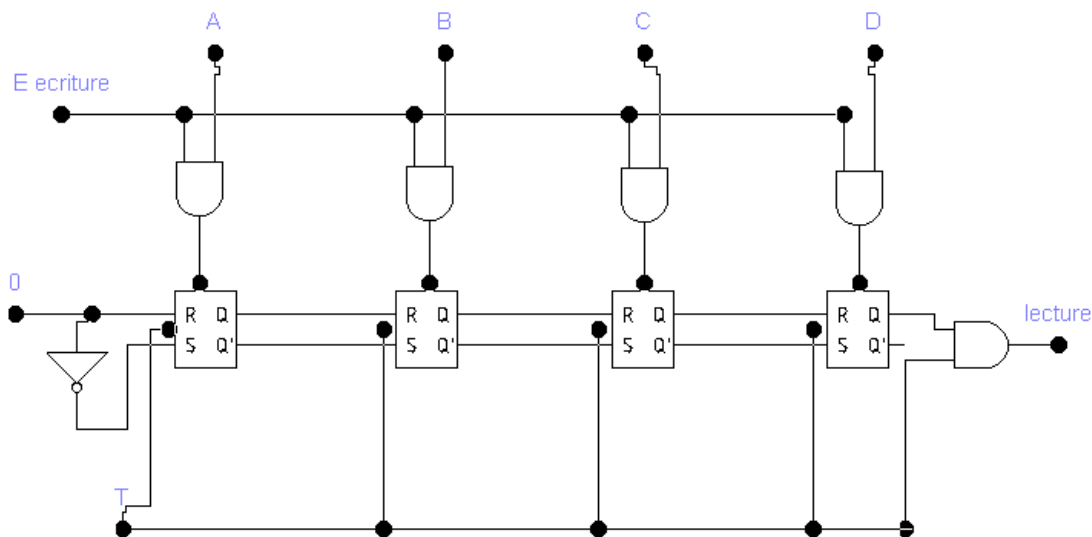 A B C D
E ecriture
0
R Q R Q R Q R Q
lecture
S Q' S Q' S Q' S Q'
T